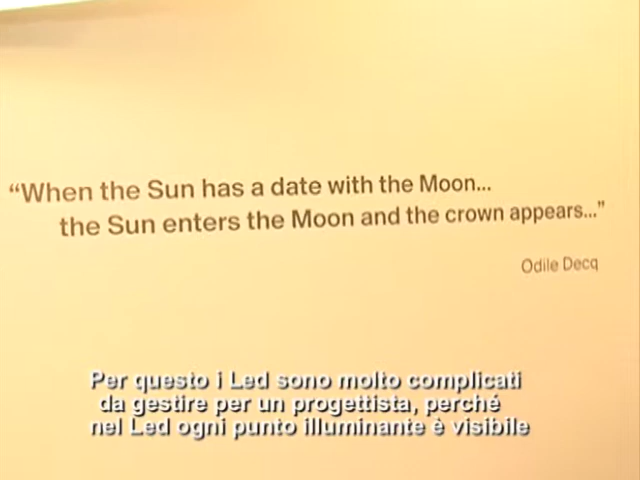 “When the Sun has a date with the Moon...
the Sun enters the Moon and the crown appears...”
Odile Decq
Per questo i Led sono molto complicati
da gestire per un progettista, perché
nel Led ogni punto illuminante è visibile